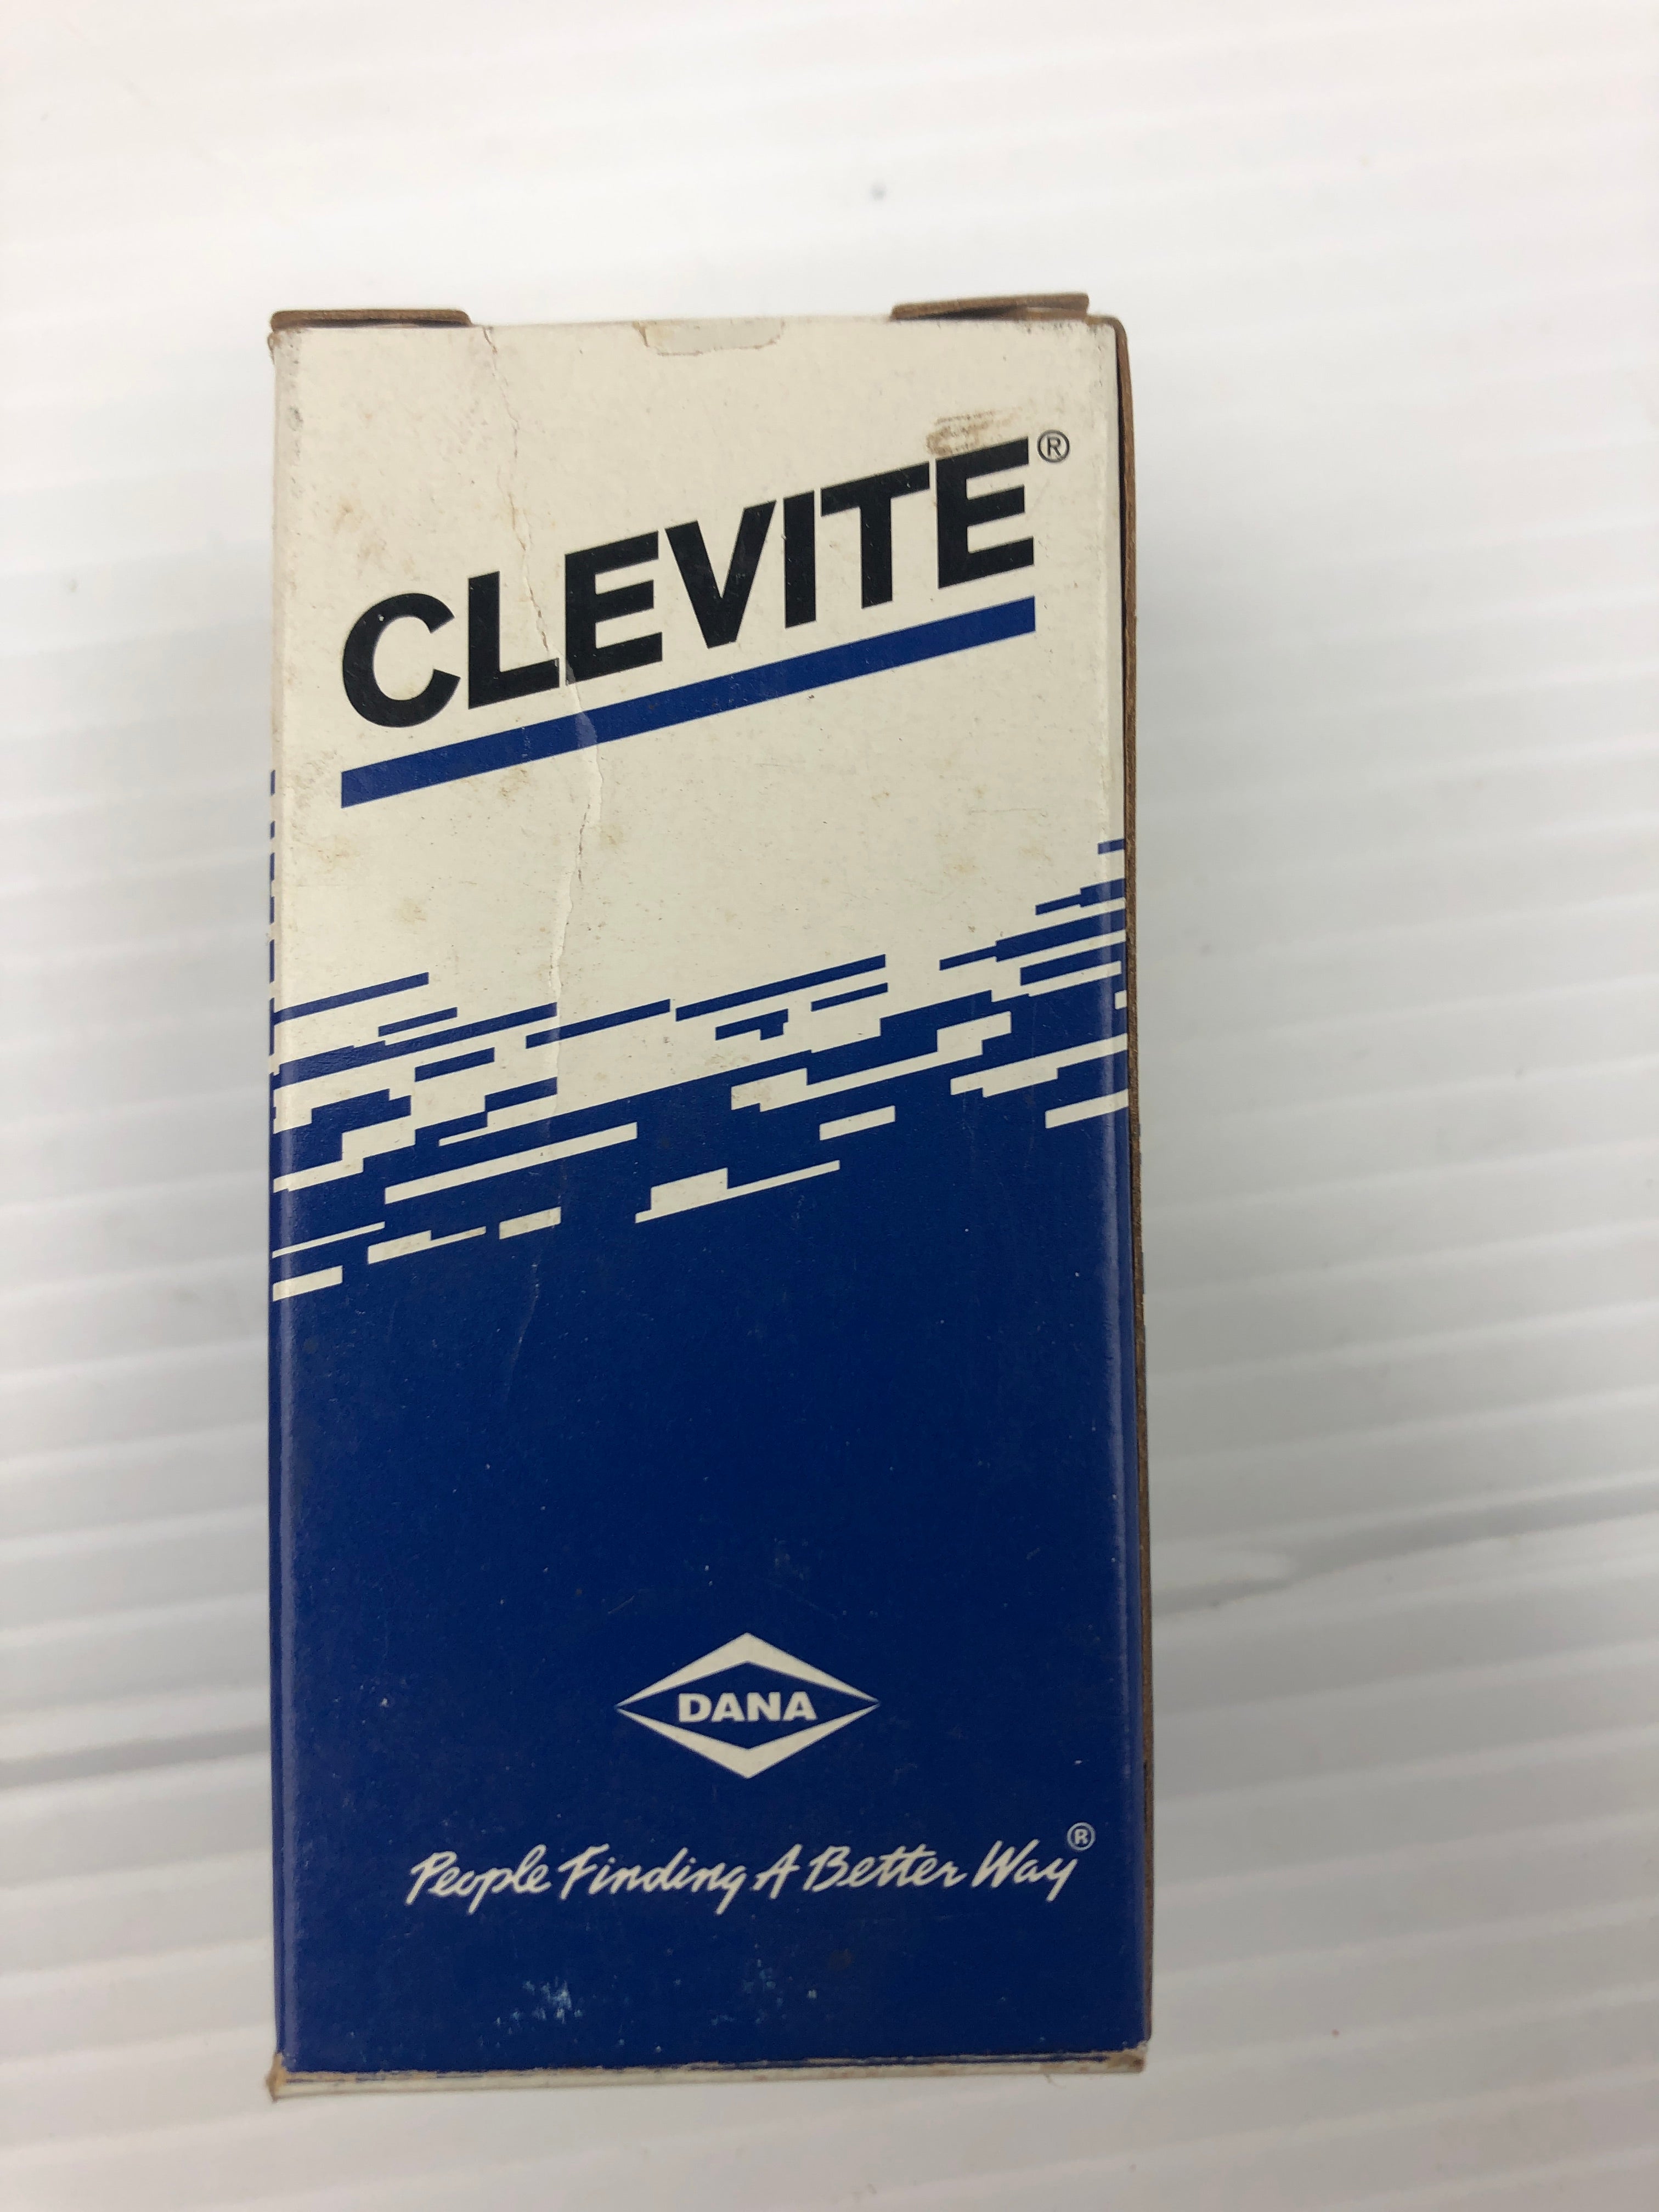 CLEVITE®
DANA
People Finding A Better Way®